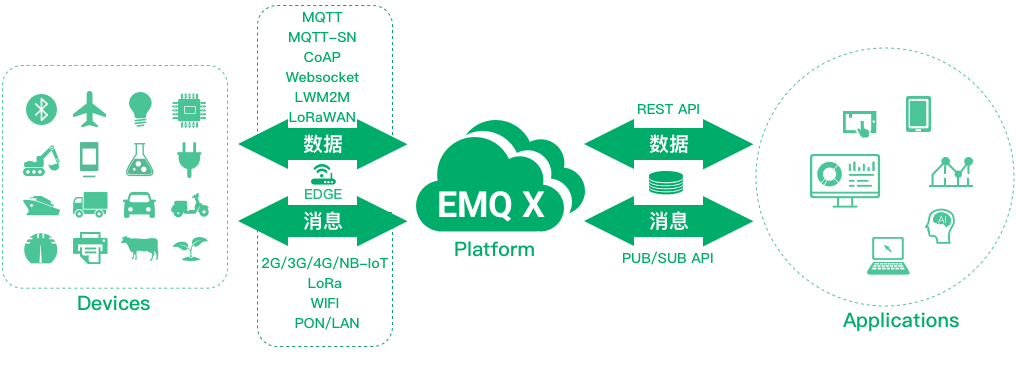 MQTT
MQTT-SN
CoAP
Websocket
LWM2M
LoRaWAN
数据
EDGE
消息
2G/3G/4G/NB-IoT
LoRa
WIFI
PON/LAN
Devices
EMQ X
Platform
REST API
数据
消息
PUB/SUB API
AI
Applications